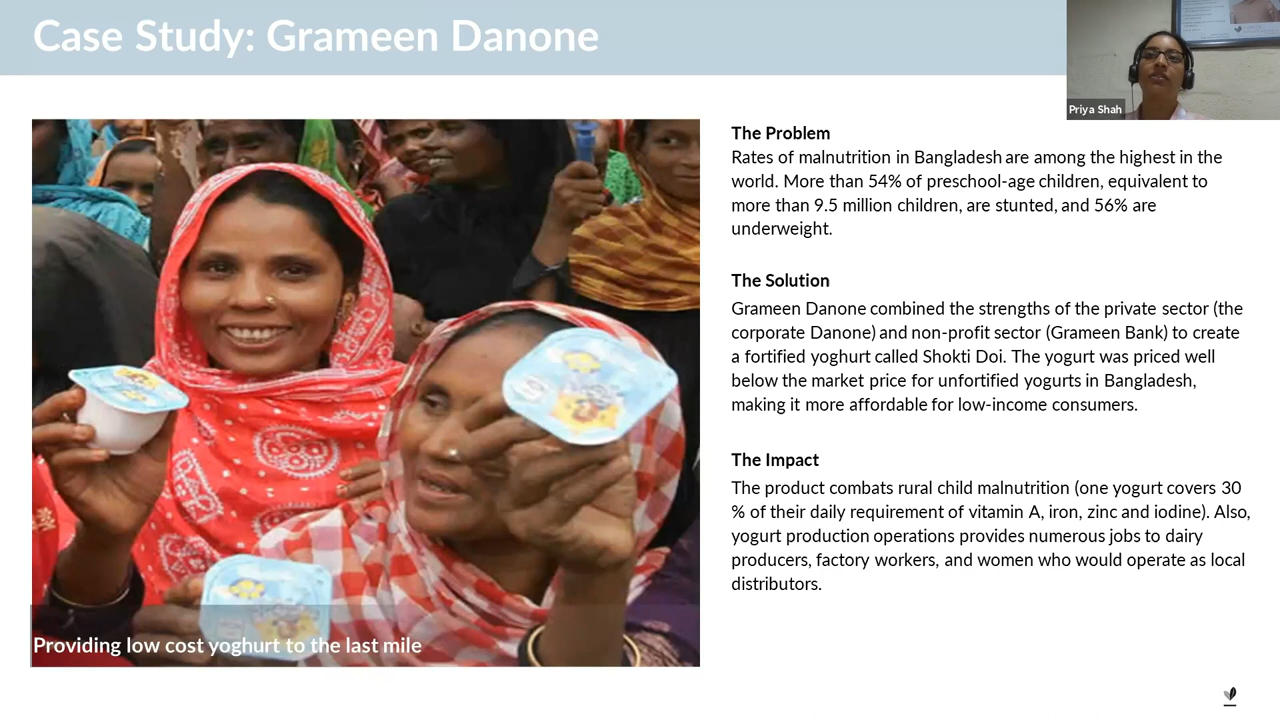 Case Study: Grameen Danone
Priya Shah
The Problem
Rates of malnutrition in Bangladesh are among the highest in the
world. More than 54% of preschool-age children, equivalent to
more than 9.5 million children, are stunted, and 56% are
underweight.
The Solution
Grameen Danone combined the strengths of the private sector (the
corporate Danone) and non-profit sector (Grameen Bank) to create
a fortified yoghurt called Shokti Doi. The yogurt was priced well
below the market price for unfortified yogurts in Bangladesh,
making it more affordable for low-income consumers.
The Impact
The product combats rural child malnutrition (one yogurt covers 30
% of their daily requirement of vitamin A, iron, zinc and iodine). Also,
yogurt production operations provides numerous jobs to dairy
producers, factory workers, and women who would operate as local
distributors.
Providing low cost yoghurt to the last mile